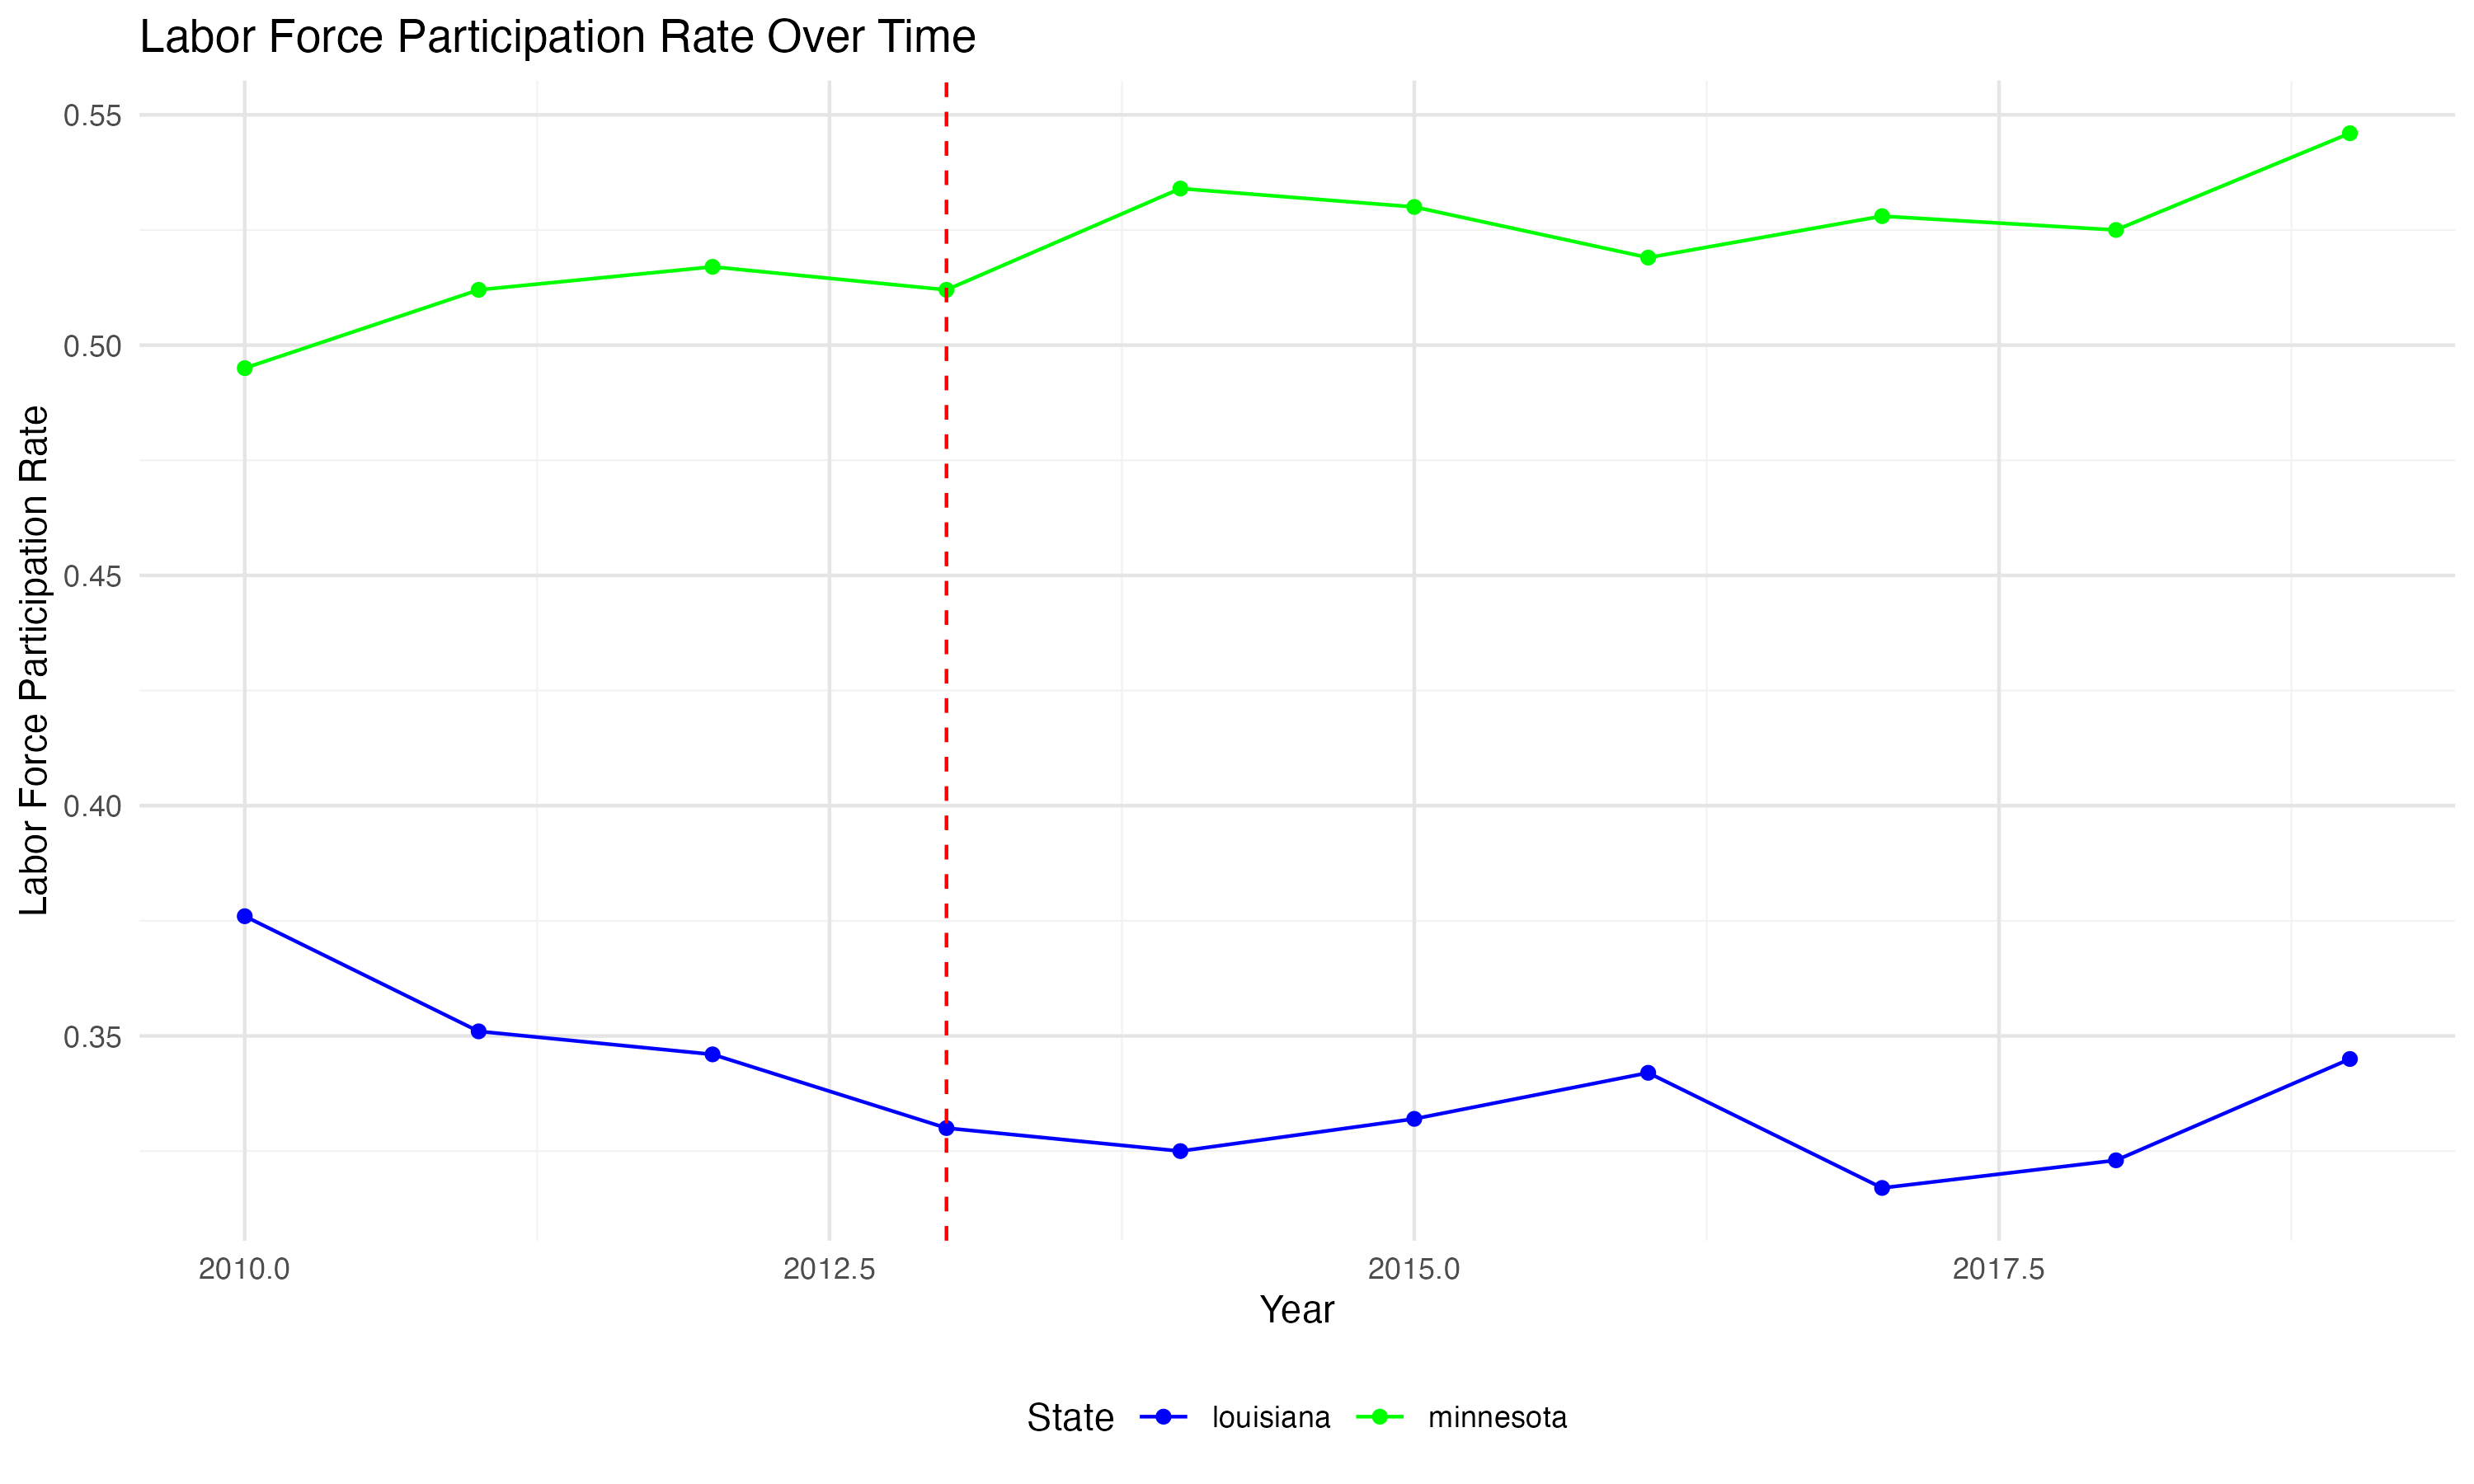 Labor Force Participation Rate Over Time
Labor Force Participation Rate
0.55
0.50
0.45
0.40
0.35
2010.0
2012.5
2015.0
2017.5
Year
State
louisiana
minnesota